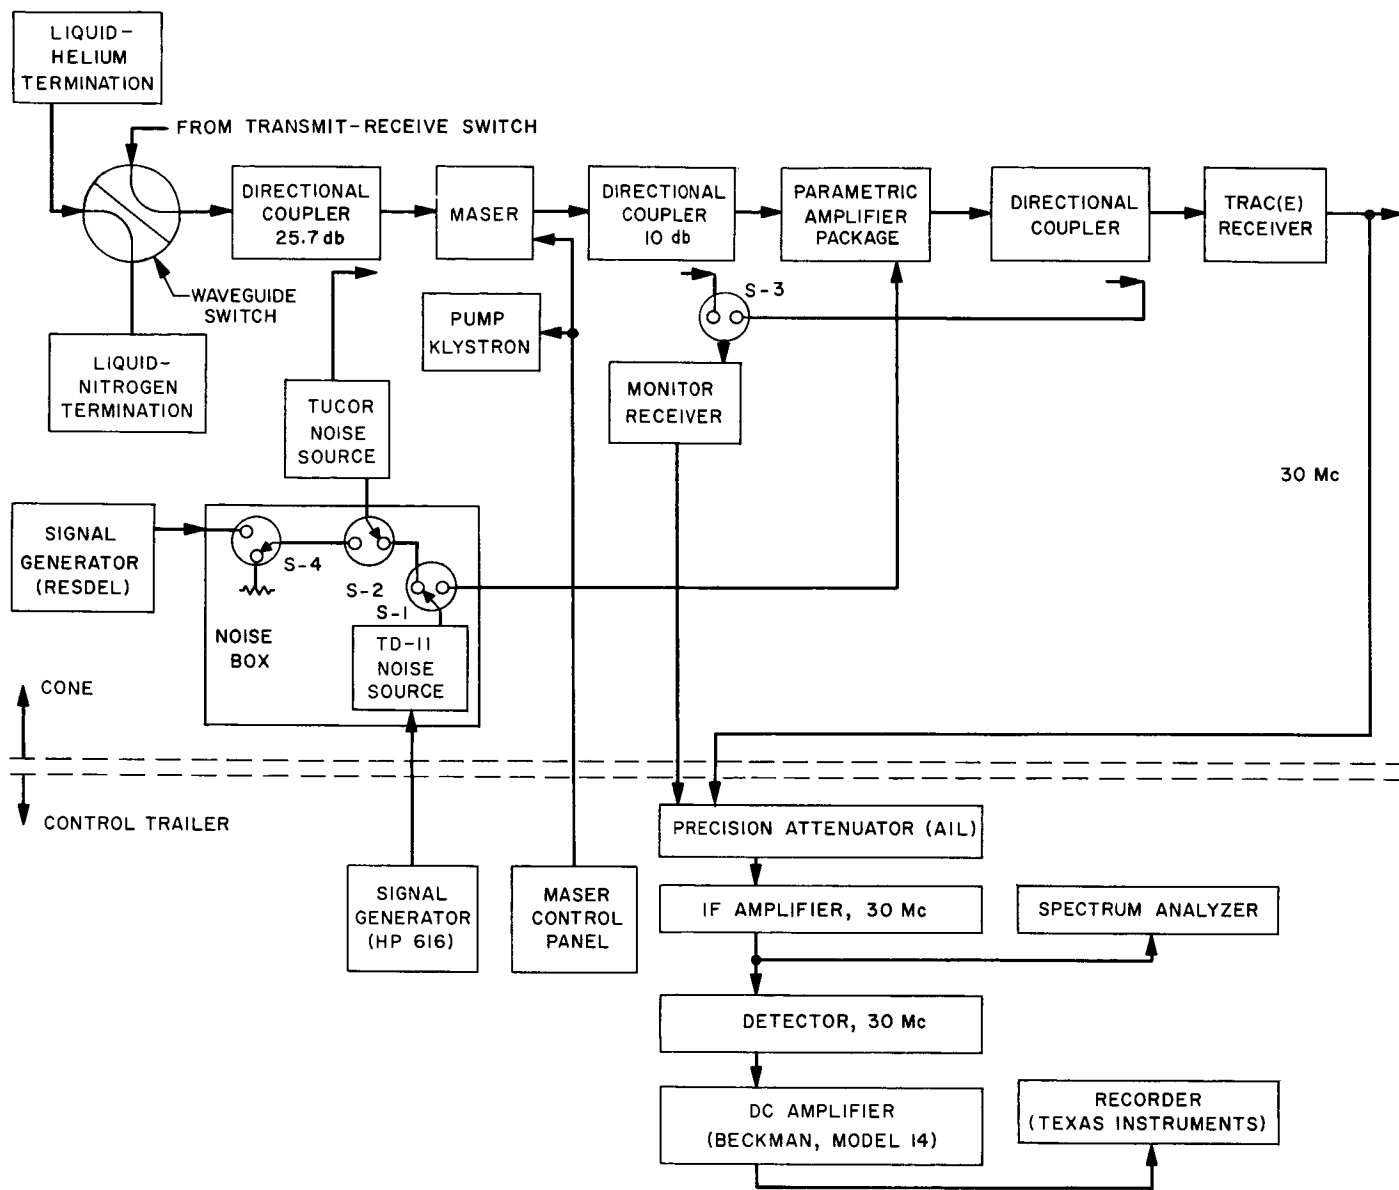 LIQUID-
HELIUM
TERMINATION
FROM TRANSMIT-RECEIVE SWITCH
DIRECTIONAL
COUPLER
25.7 db
MASER
DIRECTIONAL
COUPLER
10 db
PARAMETRIC
AMPLIFIER
PACKAGE
DIRECTIONAL
COUPLER
TRAC(E)
RECEIVER
WAVEGUIDE
SWITCH
S-3
PUMP
KLYSTRON
LIQUID-
NITROGEN
TERMINATION
TUCOR
NOISE
SOURCE
MONITOR
RECEIVER
30 Mc
SIGNAL
GENERATOR
(RESDEL)
S-4
S-2
S-1
NOISE
BOX
TD-11
NOISE
SOURCE
CONE
CONTROL TRAILER
SIGNAL
GENERATOR
(HP 616)
MASER
CONTROL
PANEL
PRECISION ATTENUATOR (AIL)
IF AMPLIFIER, 30 Mc
SPECTRUM ANALYZER
DETECTOR, 30 Mc
DC AMPLIFIER
(BECKMAN, MODEL 14)
RECORDER
(TEXAS INSTRUMENTS)